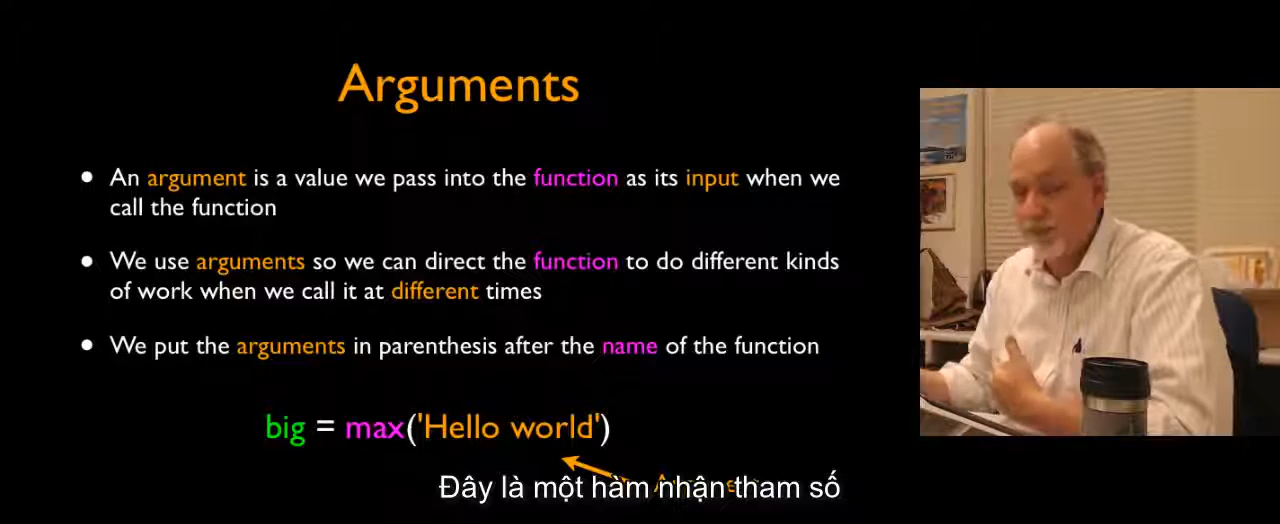 Arguments
• An argument is a value we pass into the function as its input when we
call the function
• We use arguments so we can direct the function to do different kinds
of work when we call it at different times
• We put the arguments in parenthesis after the name of the function
big = max('Hello world')
Đây là một hàm nhận tham số